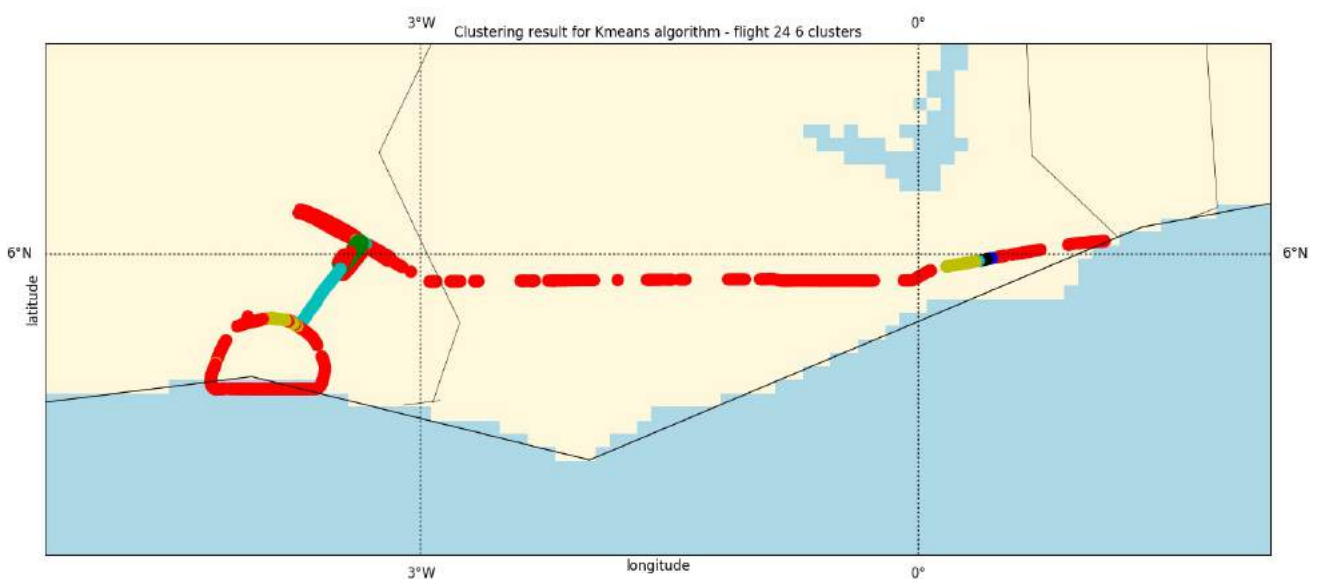 3°W 0°
Clustering result for Kmeans algorithm - flight 24 6 clusters
6°N 6°N
latitude
longitude
3°W 0°